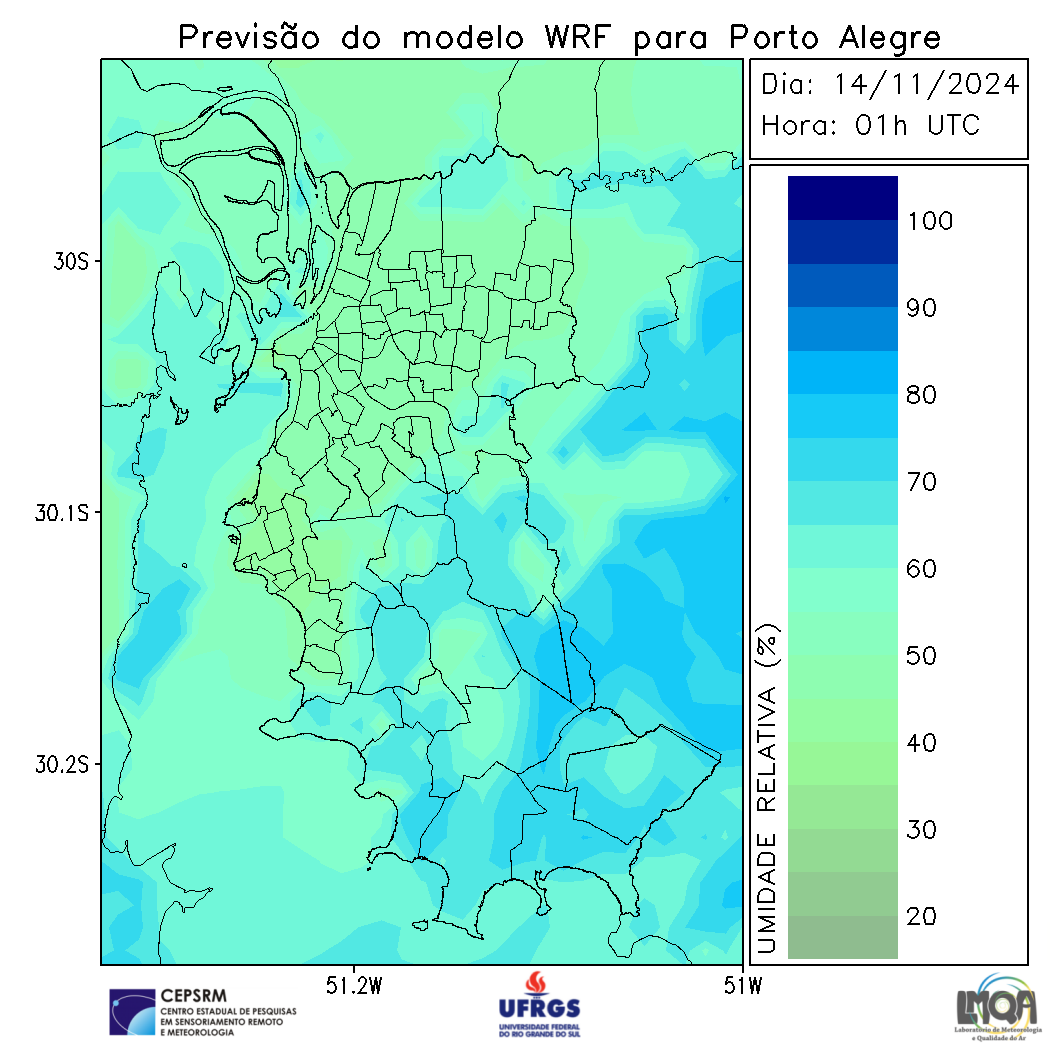 Previsão do modelo WRF para Porto Alegre
Dia: 14/11/2024
Hora: 01h UTC
30S
30.1S
30.2S
51.2W
51W
UMIDADE RELATIVA (%)
100
90
80
70
60
50
40
30
20
CEPSRM
CENTRO ESTADUAL DE PESQUISAS
EM SENSORIAMENTO REMOTO
E METEOROLOGIA
UFRGS
UNIVERSIDADE FEDERAL
DO RIO GRANDE DO SUL
LMQA
Laboratório de Meteorologia
e Qualidade do Ar